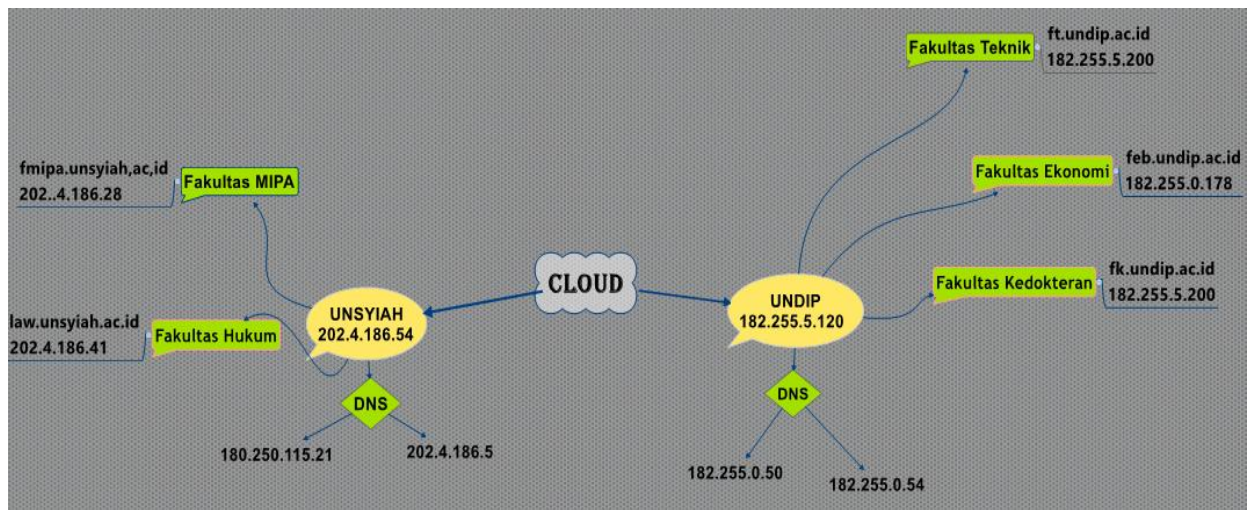 ft.undip.ac.id
Fakultas Teknik
182.255.5.200
fmipa.unsyiah,ac,id
Fakultas MIPA
202..4.186.28
feb.undip.ac.id
Fakultas Ekonomi
182.255.0.178
CLOUD
fk.undip.ac.id
Fakultas Kedokteran
182.255.5.200
UNSYIAH
202.4.186.54
UNDIP
182.255.5.120
law.unsyiah.ac.id
Fakultas Hukum
202.4.186.41
DNS
180.250.115.21
202.4.186.5
DNS
182.255.0.50
182.255.0.54